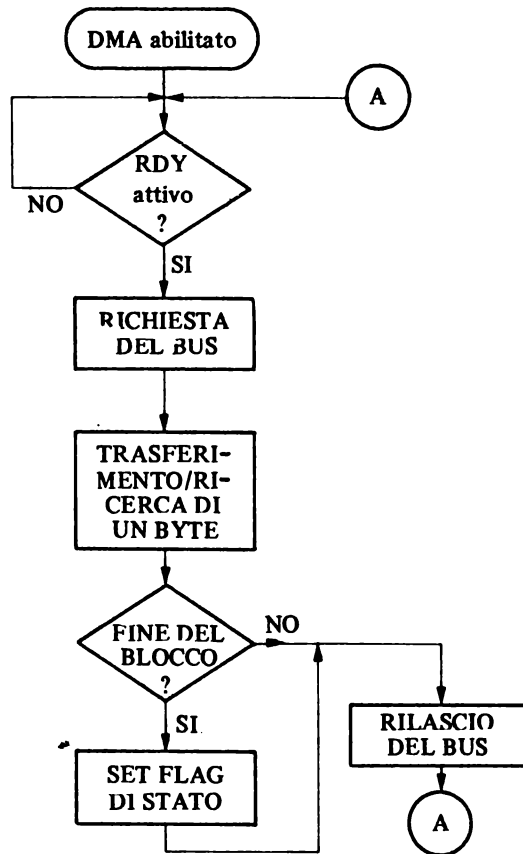 DMA abilitato
A
RDY
attivo
?
NO
SI
RICHIESTA
DEL BUS
TRASFERI-
MENTO/RI-
CERCA DI
UN BYTE
FINE DEL
BLOCCO
?
NO
SI
RILASCIO
DEL BUS
SET FLAG
DI STATO
A